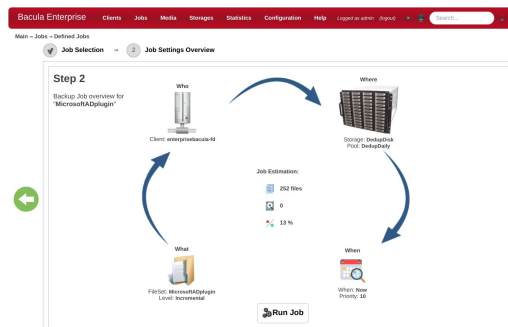 Bacula Enterprise Clients Jobs Media Storages Statistics Configuration Help Logged as admin (logout) Search...
Main → Jobs → Defined Jobs
Job Selection → 2 Job Settings Overview
Step 2
Backup Job overview for
"MicrosoftADplugin"
Who
Client: enterprisebacula-fd
Where
Storage: DedupDisk
Pool: DedupDaily
Job Estimation:
252 files
0
13 %
What
FileSet: MicrosoftADplugin
Level: Incremental
When
When: Now
Priority: 10
Run Job